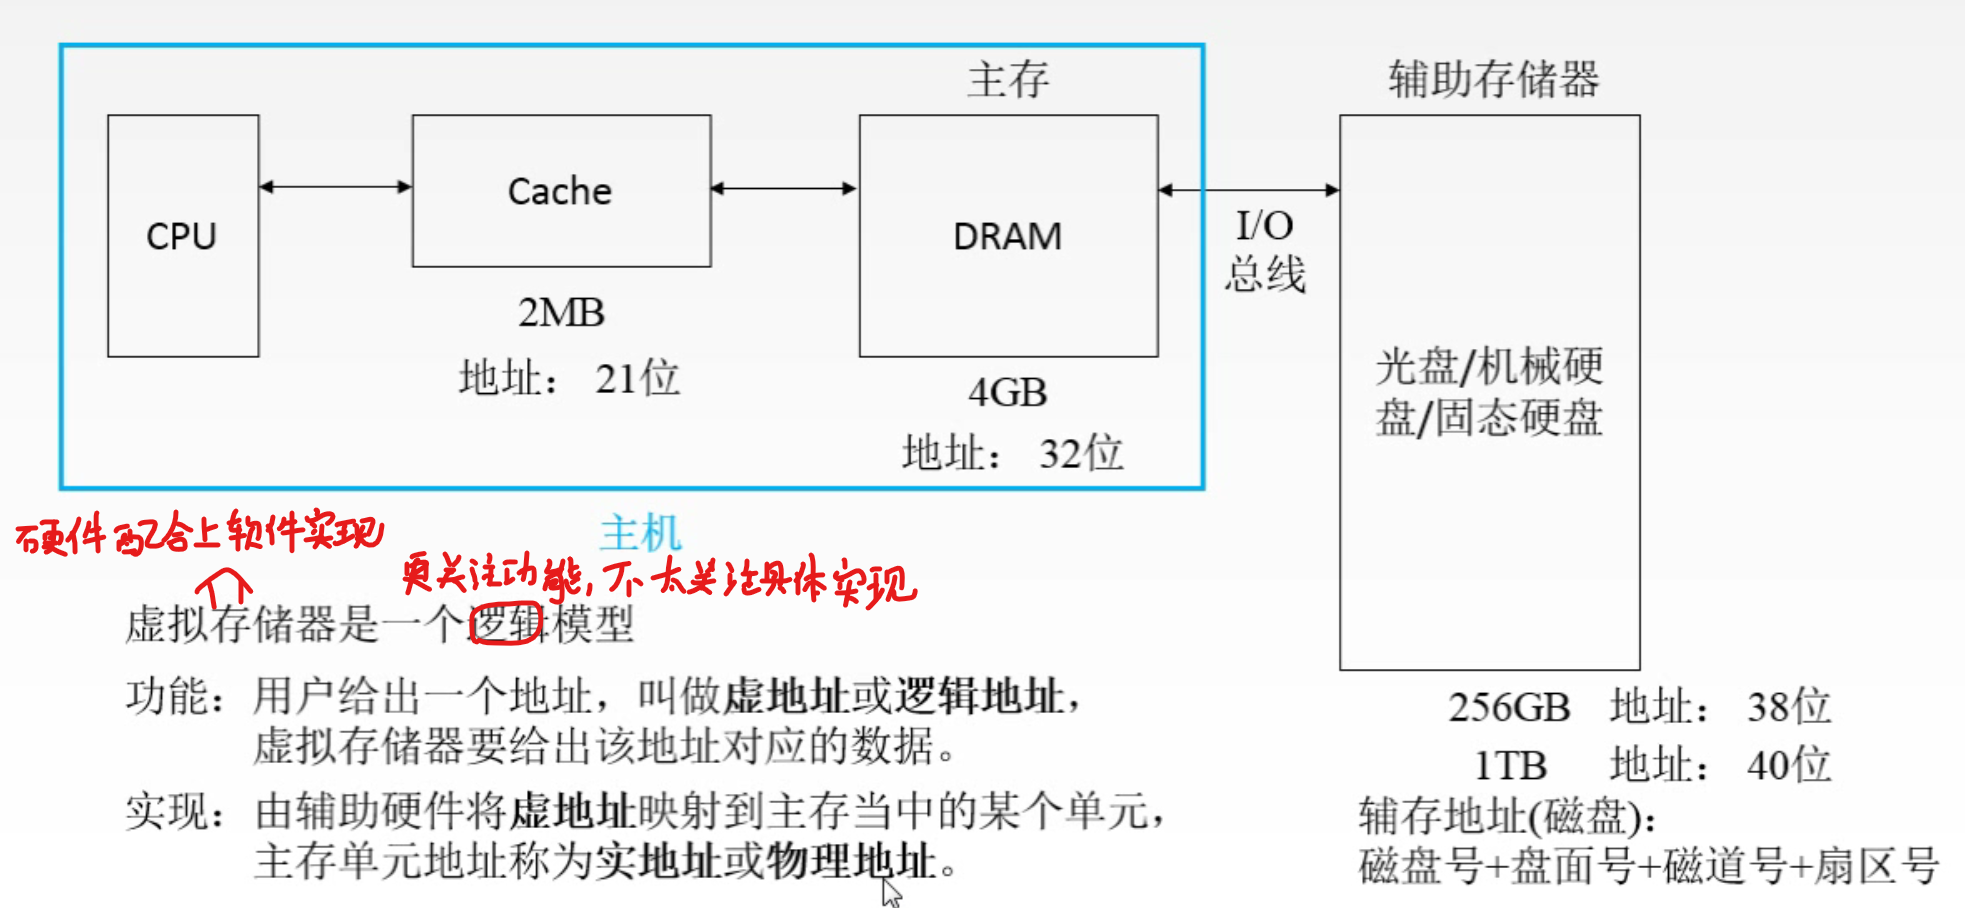 主存
辅助存储器
CPU
Cache
DRAM
I/O
总线
2MB
地址： 21位
4GB
地址： 32位
光盘/机械硬
盘/固态硬盘
主机
硬件配合上软件实现
更关注功能，不太关注具体实现
虚拟存储器是一个逻辑模型
功能：用户给出一个地址，叫做虚地址或逻辑地址，
虚拟存储器要给出该地址对应的数据。
实现：由辅助硬件将虚地址映射到主存当中的某个单元，
主存单元地址称为实地址或物理地址。
256GB 地址： 38位
1TB 地址： 40位
辅存地址(磁盘)：
磁盘号+盘面号+磁道号+扇区号